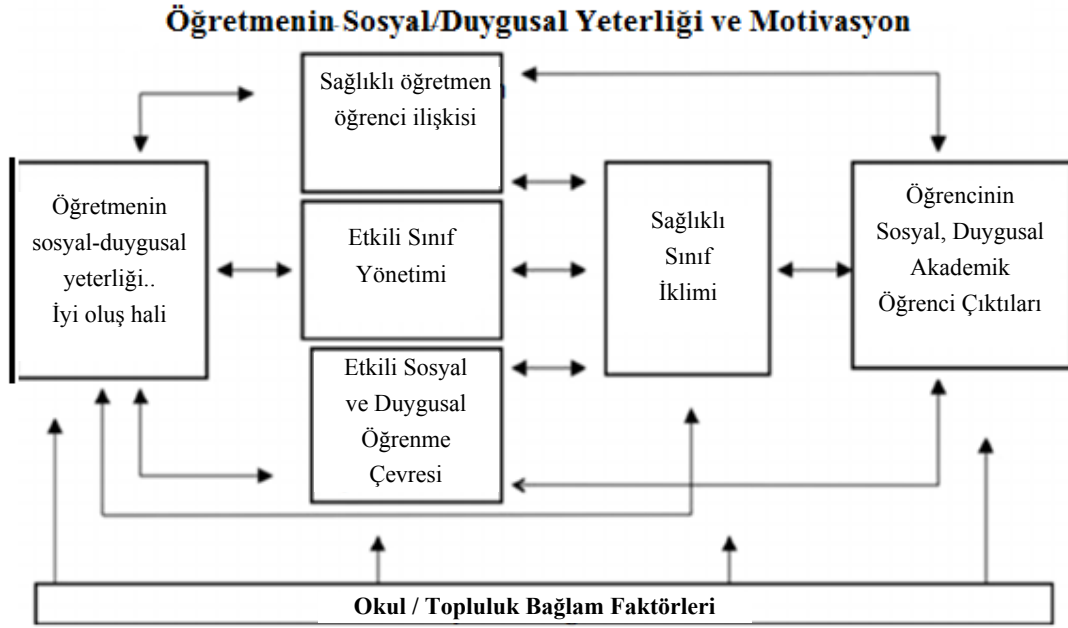 Öğretmenin Sosyal/Duygusal Yeterliği ve Motivasyon
Sağlıklı öğretmen
öğrenci ilişkisi
Öğretmenin
sosyal-duygusal
yeterliği..
İyi oluş hali
Etkili Sınıf
Yönetimi
Etkili Sosyal
ve Duygusal
Öğrenme
Çevresi
Sağlıklı
Sınıf
İklimi
Öğrencinin
Sosyal, Duygusal
Akademik
Öğrenci Çıktıları
Okul / Topluluk Bağlam Faktörleri